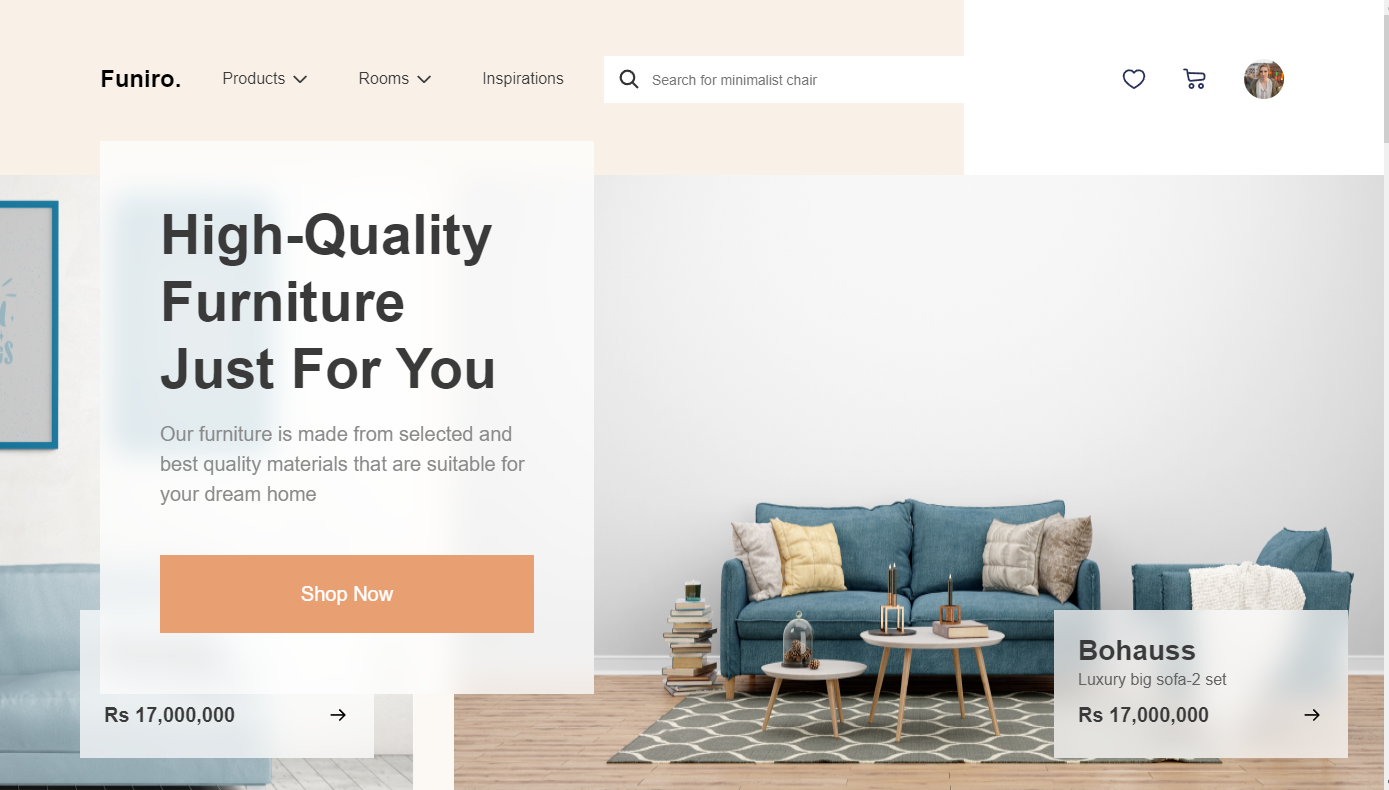 Funiro.
Products
Rooms
Inspirations
Search for minimalist chair
High-Quality
Furniture
Just For You
Our furniture is made from selected and
best quality materials that are suitable for
your dream home
Shop Now
Rs 17,000,000
Bohauss
Luxury big sofa-2 set
Rs 17,000,000